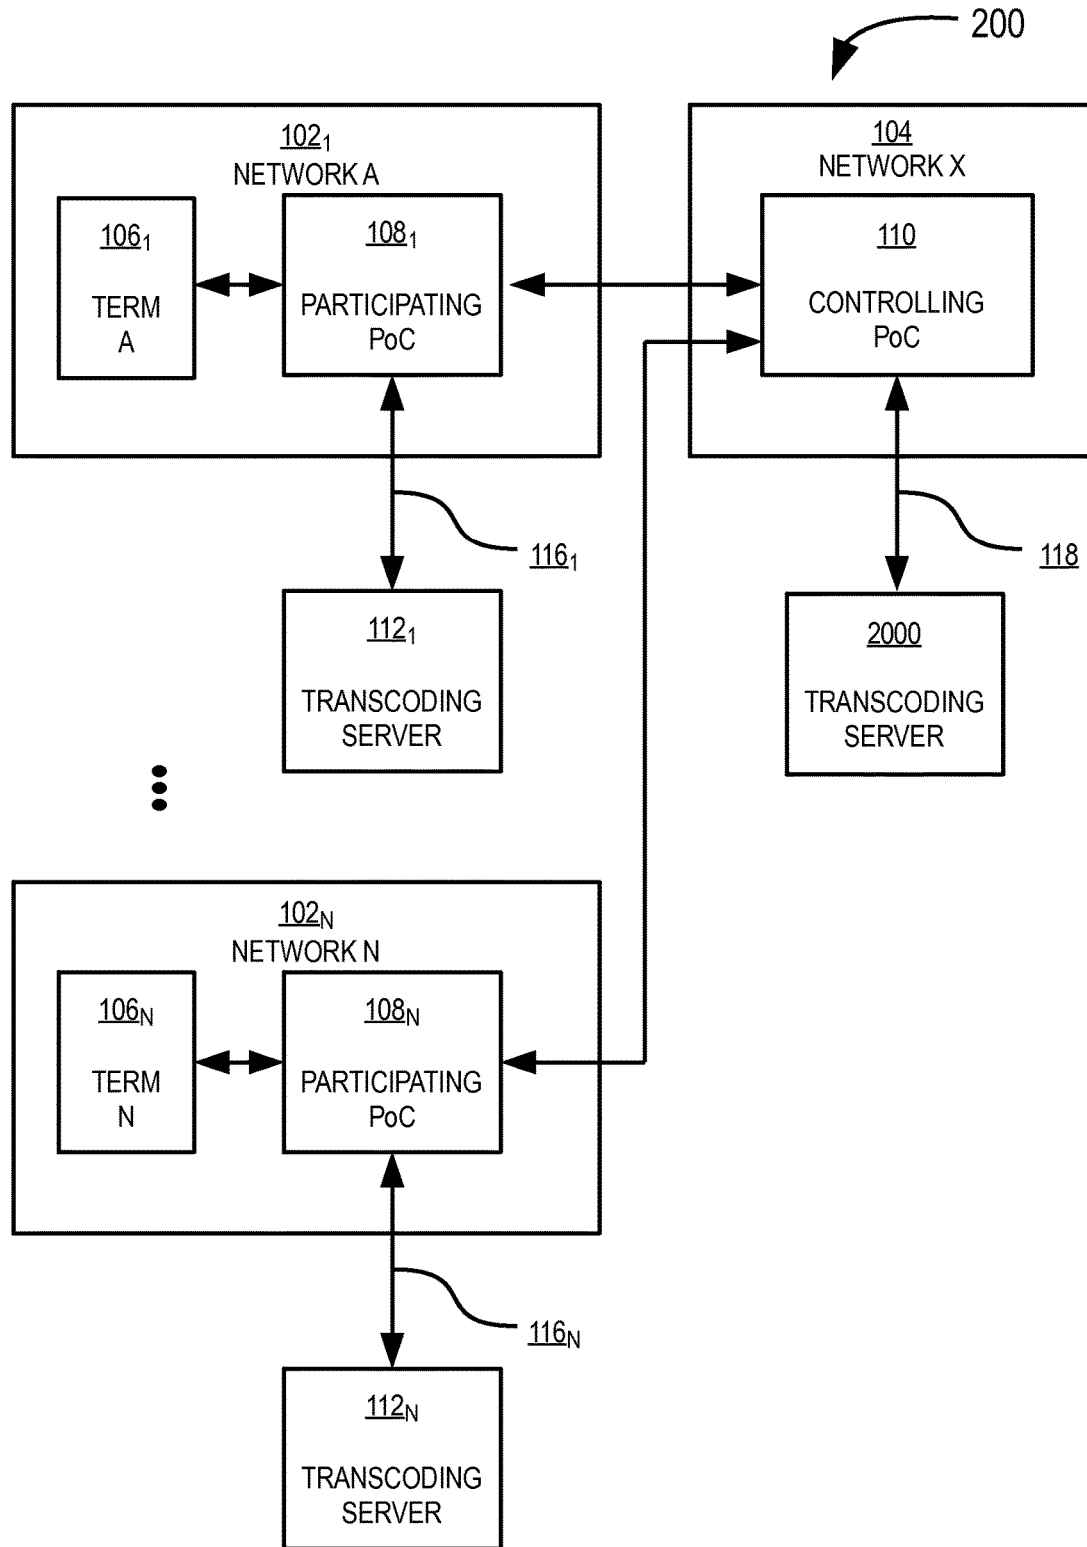 200
102₁
NETWORK A
106₁
TERM
A
108₁
PARTICIPATING
PoC
104
NETWORK X
110
CONTROLLING
PoC
116₁
118
112₁
TRANSCODING
SERVER
2000
TRANSCODING
SERVER
102N
NETWORK N
106N
TERM
N
108N
PARTICIPATING
PoC
116N
112N
TRANSCODING
SERVER